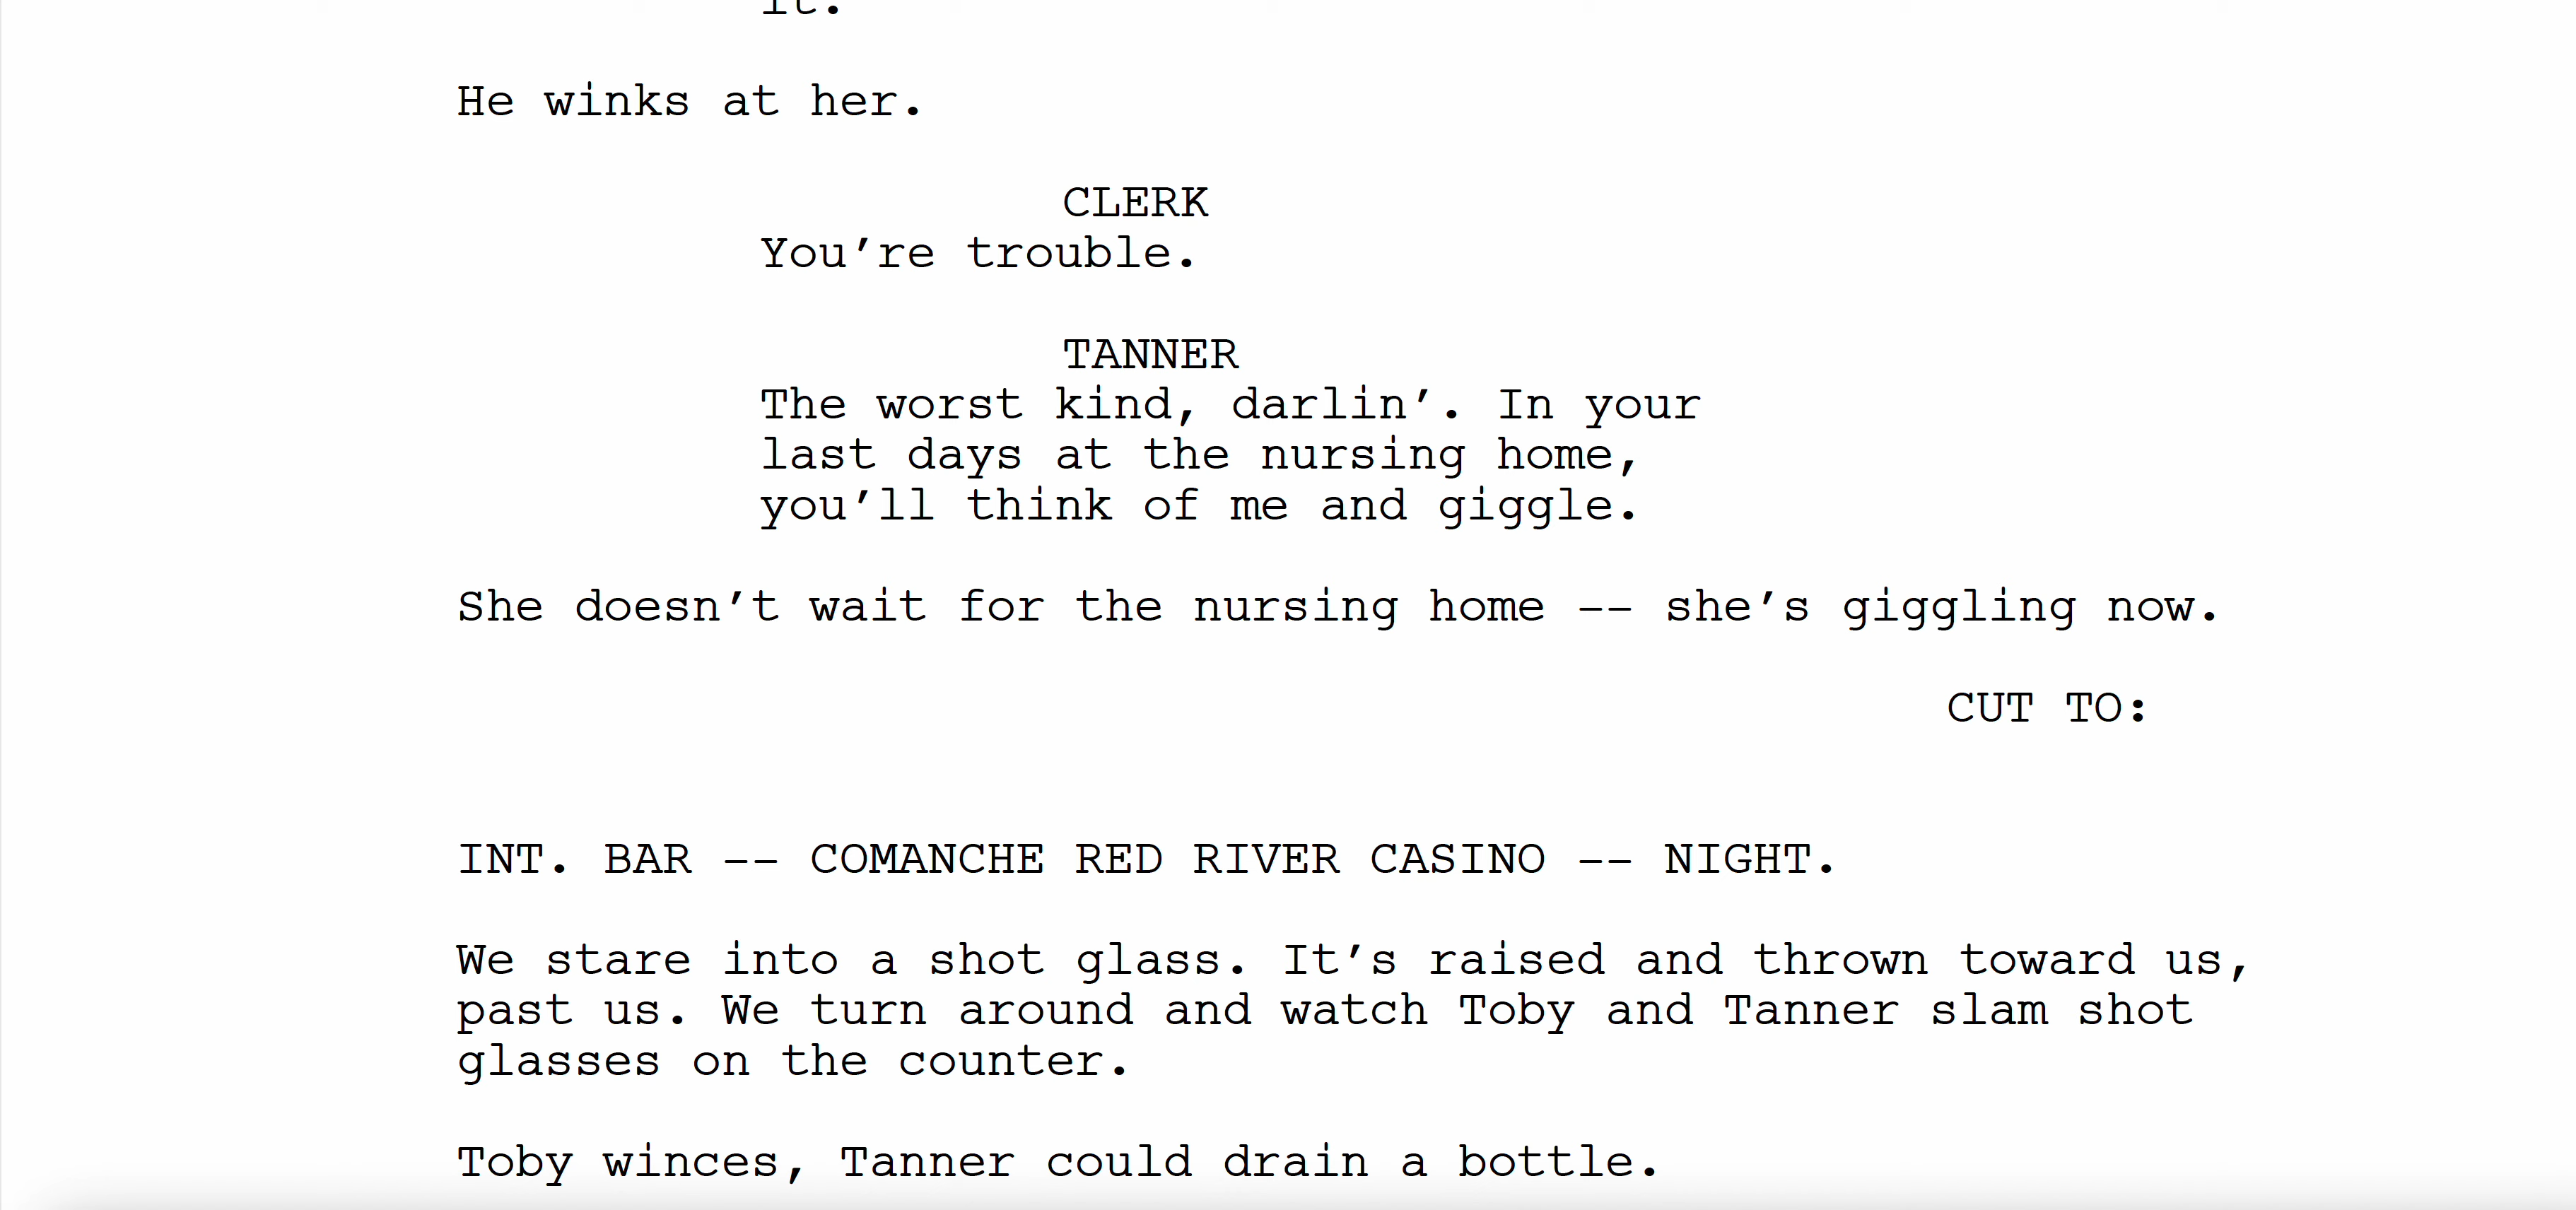 it.
He winks at her.
CLERK
You’re trouble.
TANNER
The worst kind, darlin’. In your
last days at the nursing home,
you’ll think of me and giggle.
She doesn’t wait for the nursing home -- she’s giggling now.
CUT TO:
INT. BAR -- COMANCHE RED RIVER CASINO -- NIGHT.
We stare into a shot glass. It’s raised and thrown toward us,
past us. We turn around and watch Toby and Tanner slam shot
glasses on the counter.
Toby winces, Tanner could drain a bottle.